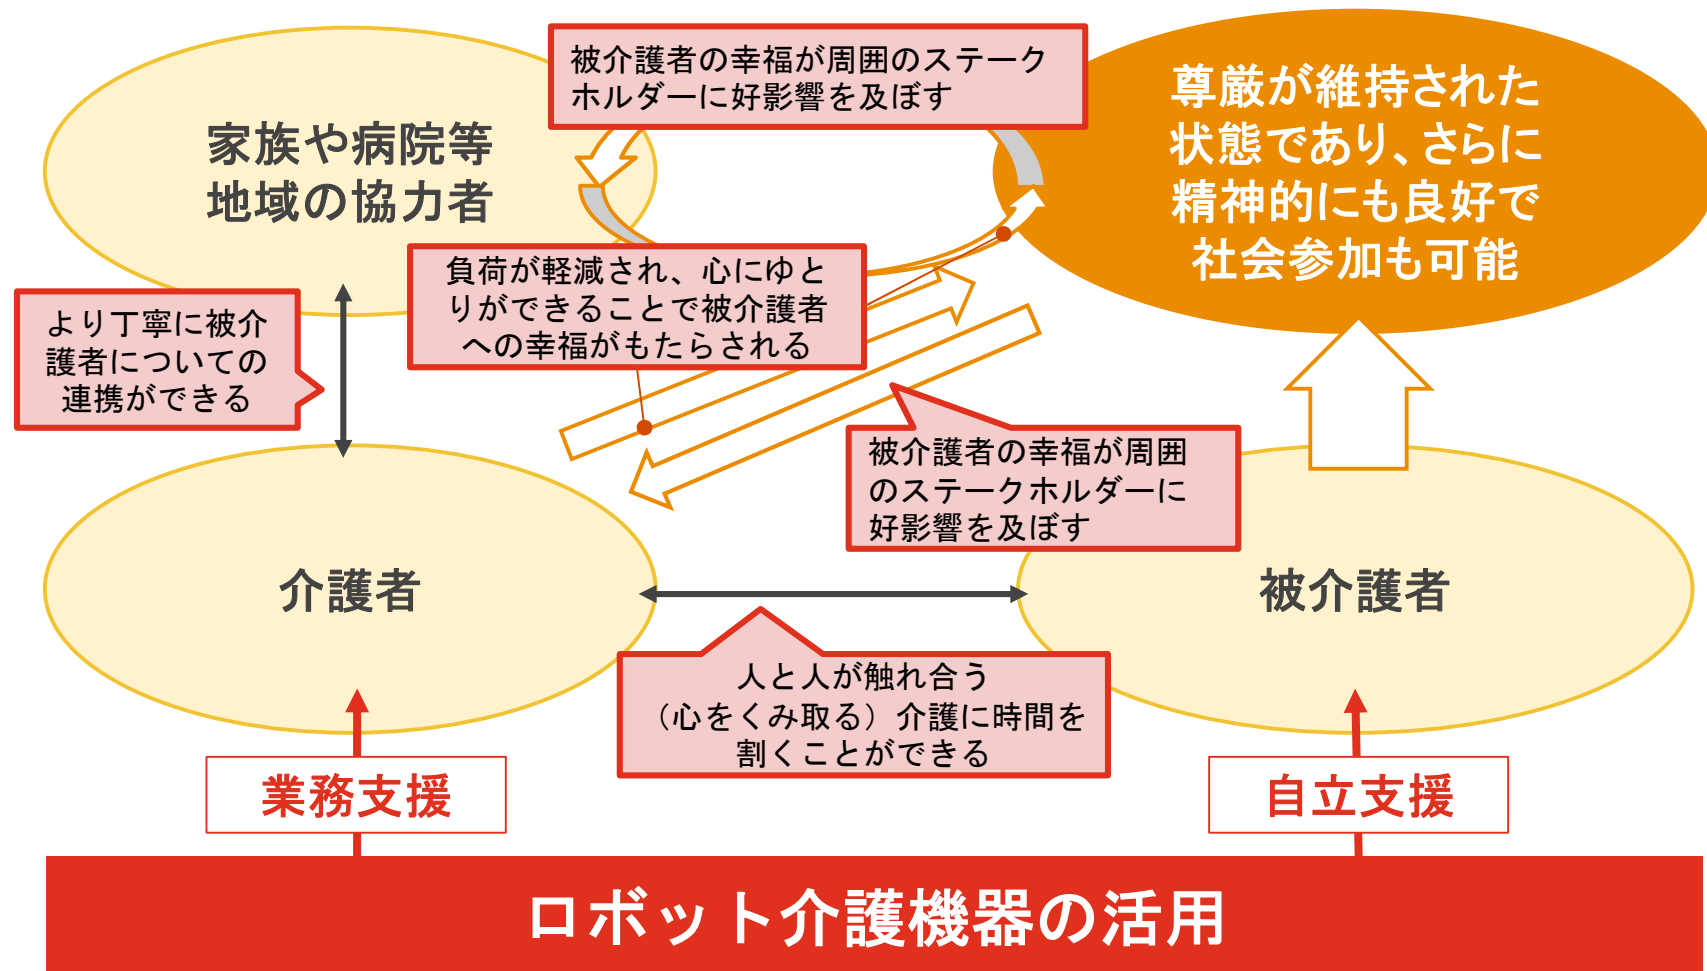 被介護者の幸福が周囲のステーク
ホルダーに好影響を及ぼす
家族や病院等
地域の協力者
尊厳が維持された
状態であり、さらに
精神的にも良好で
社会参加も可能
負荷が軽減され、心にゆと
りができることで被介護者
への幸福がもたらされる
より丁寧に被介
護者についての
連携ができる
被介護者の幸福が周囲
のステークホルダーに
好影響を及ぼす
介護者
被介護者
人と人が触れ合う
（心をくみ取る）介護に時間を
割くことができる
業務支援
自立支援
ロボット介護機器の活用